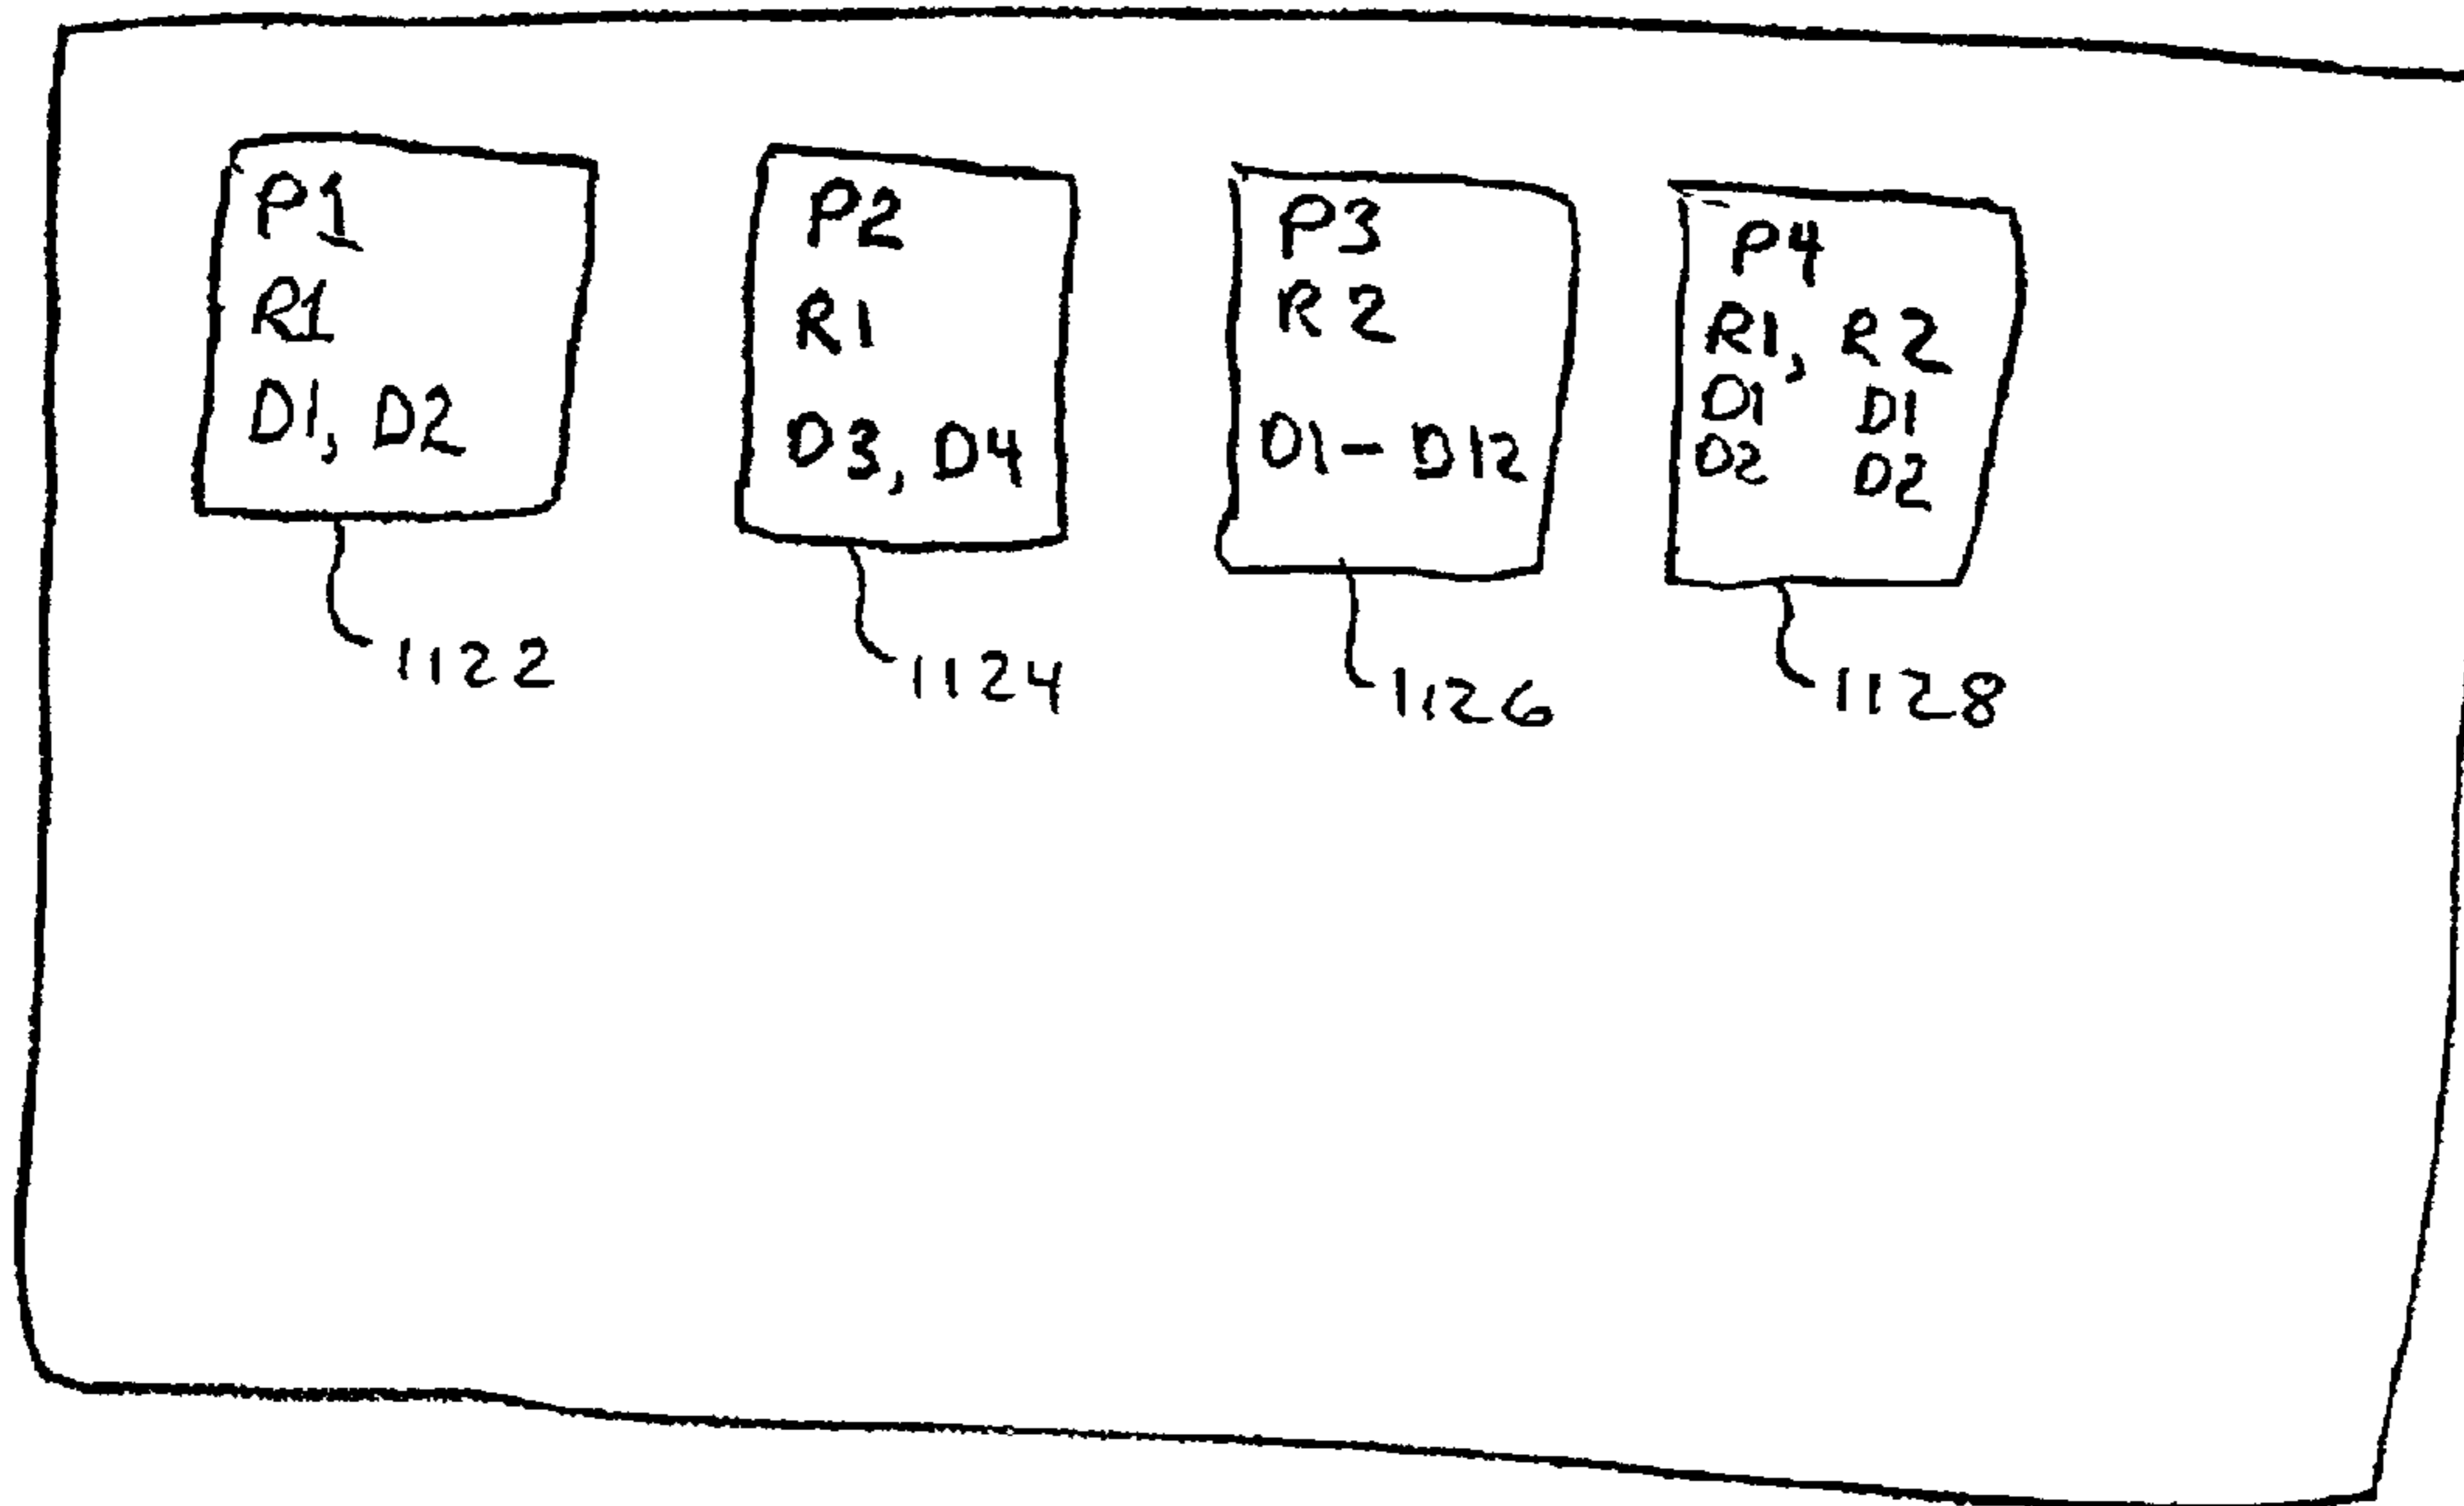 P1
R1
D1, D2
1122
P2
R1
D3, D4
1124
P3
R2
D1-D12
1126
P4
R1, R2
D1 D1
D2 D2
1128